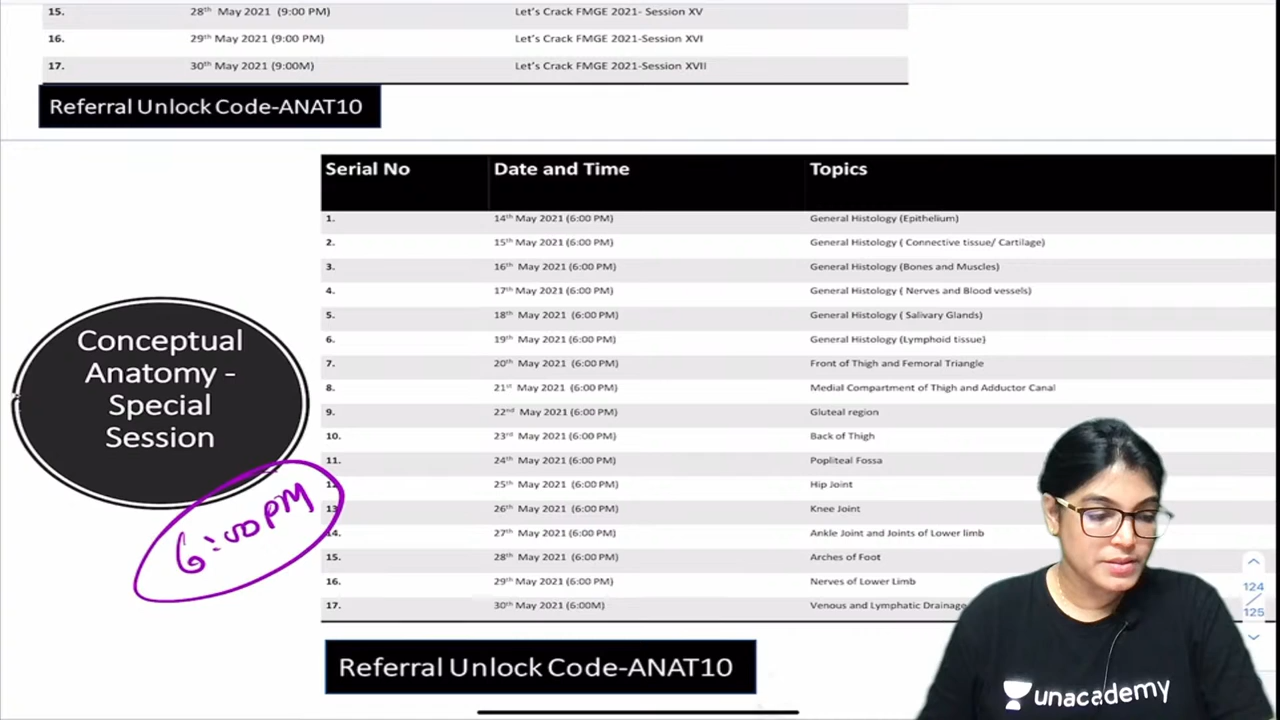 15. 28th May 2021 (9:00 PM) Let's Crack FMGE 2021- Session XV
16. 29th May 2021 (9:00 PM) Let's Crack FMGE 2021-Session XVI
17. 30th May 2021 (9:00M) Let's Crack FMGE 2021-Session XVII
Referral Unlock Code-ANAT10
Conceptual
Anatomy -
Special
Session
6:00 PM
Serial No Date and Time Topics
1. 14th May 2021 (6:00 PM) General Histology (Epithelium)
2. 15th May 2021 (6:00 PM) General Histology ( Connective tissue/ Cartilage)
3. 16th May 2021 (6:00 PM) General Histology (Bones and Muscles)
4. 17th May 2021 (6:00 PM) General Histology ( Nerves and Blood vessels)
5. 18th May 2021 (6:00 PM) General Histology ( Salivary Glands)
6. 19th May 2021 (6:00 PM) General Histology (Lymphoid tissue)
7. 20th May 2021 (6:00 PM) Front of Thigh and Femoral Triangle
8. 21st May 2021 (6:00 PM) Medial Compartment of Thigh and Adductor Canal
9. 22nd May 2021 (6:00 PM) Gluteal region
10. 23rd May 2021 (6:00 PM) Back of Thigh
11. 24th May 2021 (6:00 PM) Popliteal Fossa
12. 25th May 2021 (6:00 PM) Hip Joint
13. 26th May 2021 (6:00 PM) Knee Joint
14. 27th May 2021 (6:00 PM) Ankle Joint and Joints of Lower limb
15. 28th May 2021 (6:00 PM) Arches of Foot
16. 29th May 2021 (6:00 PM) Nerves of Lower Limb
17. 30th May 2021 (6:00M) Venous and Lymphatic Drainage
Referral Unlock Code-ANAT10
124
/
125
unacademy